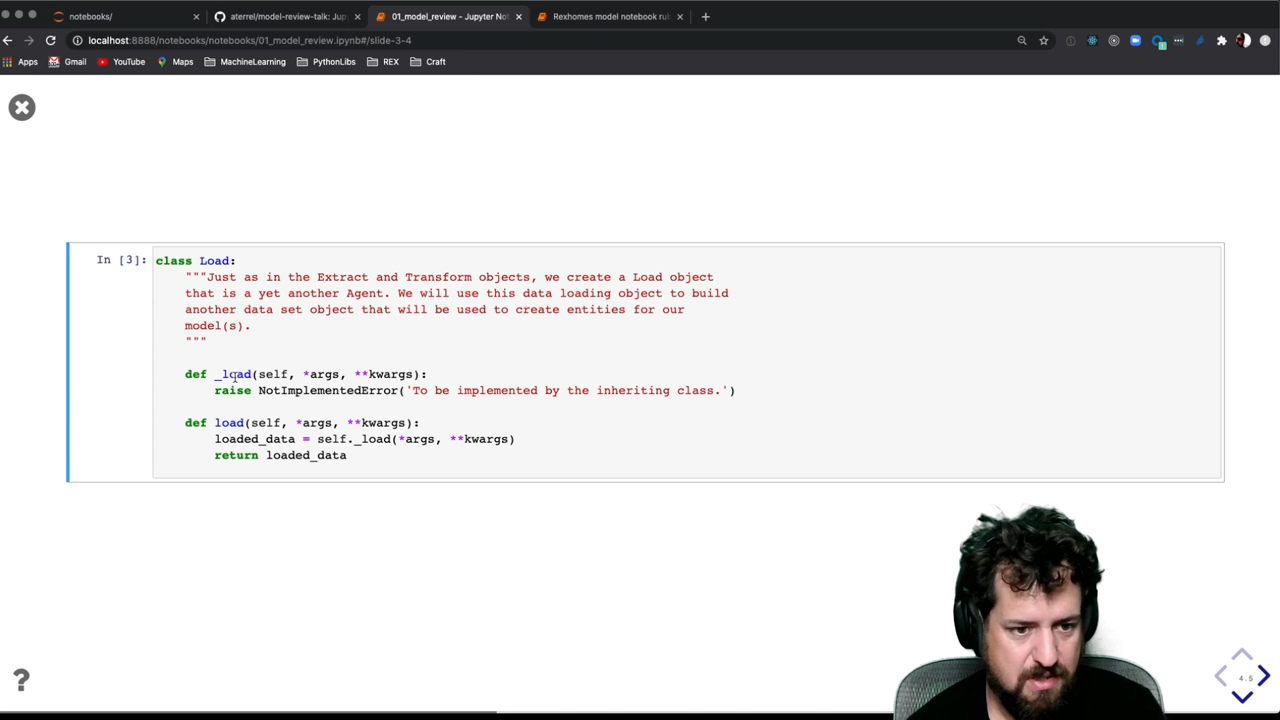 notebooks/
aterrel/model-review-talk: Jup
01_model_review - Jupyter No
Rexhomes model notebook ru
localhost:8888/notebooks/notebooks/01_model_review.ipynb#/slide-3-4
Apps
Gmail
YouTube
Maps
MachineLearning
PythonLibs
REX
Craft
In [3]:
class Load:
"""Just as in the Extract and Transform objects, we create a Load object
that is a yet another Agent. We will use this data loading object to build
another data set object that will be used to create entities for our
model(s).
"""
def _load(self, *args, **kwargs):
raise NotImplementedError('To be implemented by the inheriting class.')
def load(self, *args, **kwargs):
loaded_data = self._load(*args, **kwargs)
return loaded_data
?
4.5